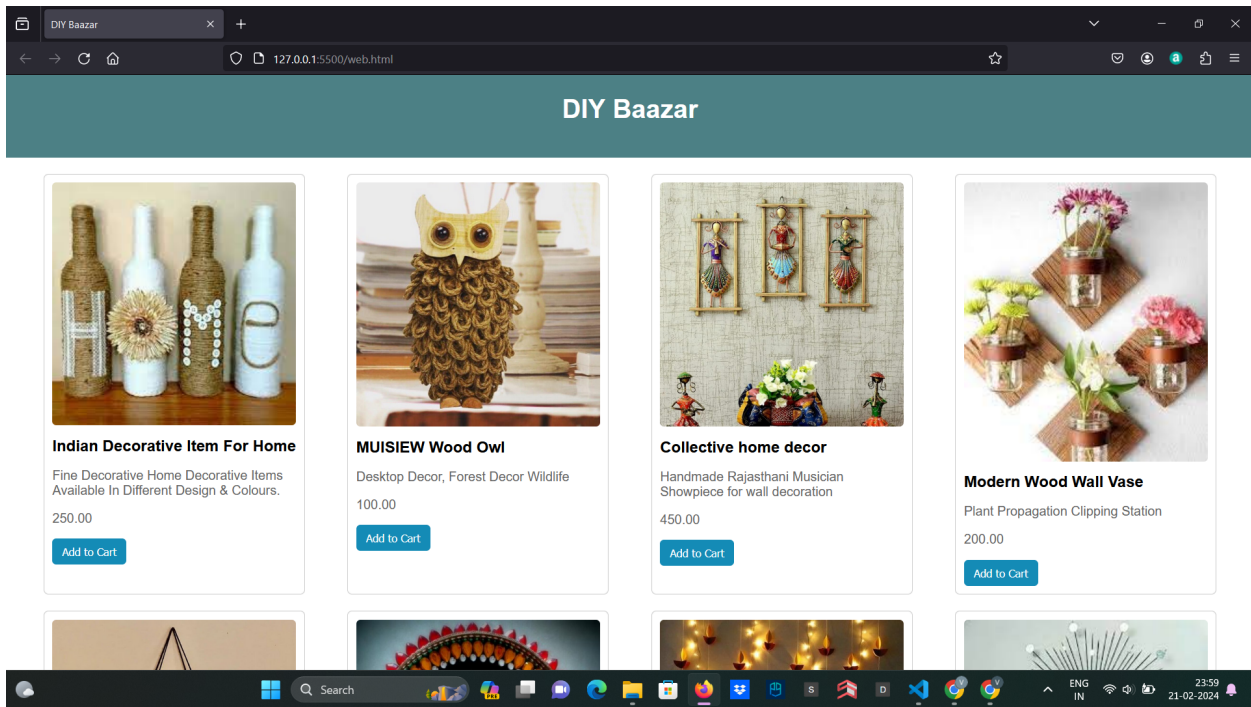 DIY Baazar
127.0.0.1:5500/web.html
a
DIY Baazar
HOMe
Indian Decorative Item For Home
Fine Decorative Home Decorative Items
Available In Different Design & Colours.
250.00
Add to Cart
MUISIEW Wood Owl
Desktop Decor, Forest Decor Wildlife
100.00
Add to Cart
Collective home decor
Handmade Rajasthani Musician
Showpiece for wall decoration
450.00
Add to Cart
Modern Wood Wall Vase
Plant Propagation Clipping Station
200.00
Add to Cart
Search
PRE
S
D
V
V
ENG
IN
23:59
21-02-2024